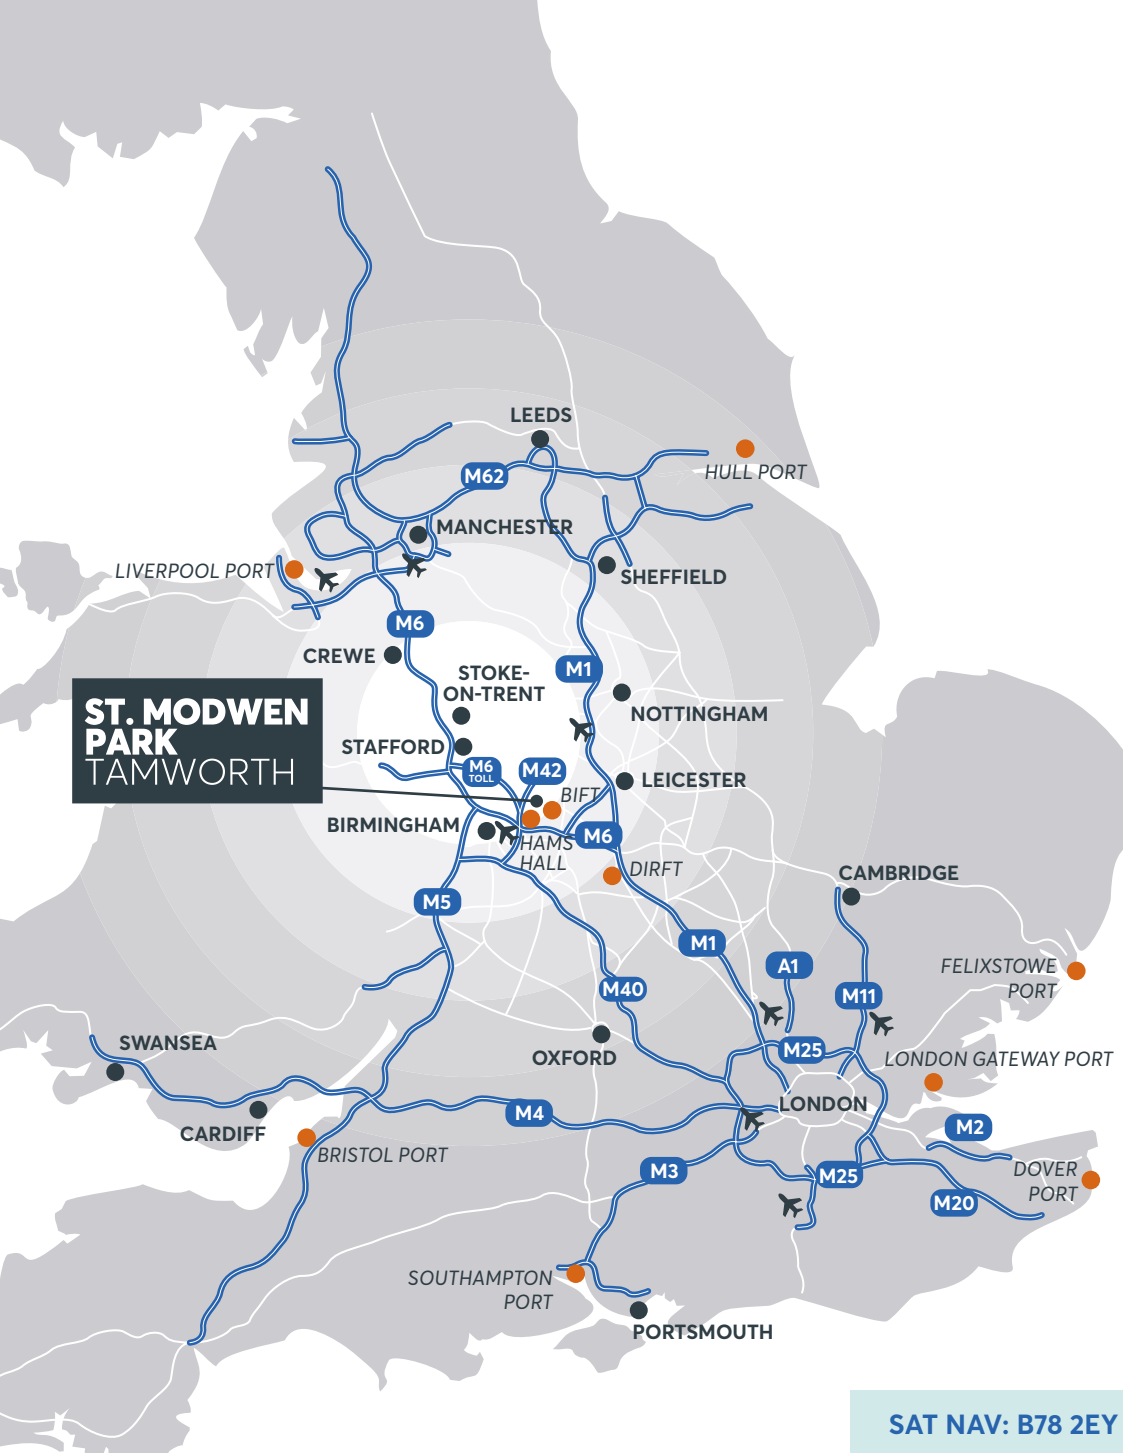 LEEDS
M62
HULL PORT
MANCHESTER
LIVERPOOL PORT
SHEFFIELD
M6
CREWE
STOKE-
ON-TRENT
M1
NOTTINGHAM
ST. MODWEN
PARK
TAMWORTH
STAFFORD
M6
TOLL
M42
LEICESTER
BIFT
BIRMINGHAM
HAMS
HALL
M6
DIRFT
CAMBRIDGE
M5
M1
A1
FELIXSTOWE
PORT
M40
M11
SWANSEA
OXFORD
M25
LONDON GATEWAY PORT
LONDON
M4
CARDIFF
M2
BRISTOL PORT
M3
M25
DOVER
PORT
M20
SOUTHAMPTON
PORT
PORTSMOUTH
SAT NAV: B78 2EY